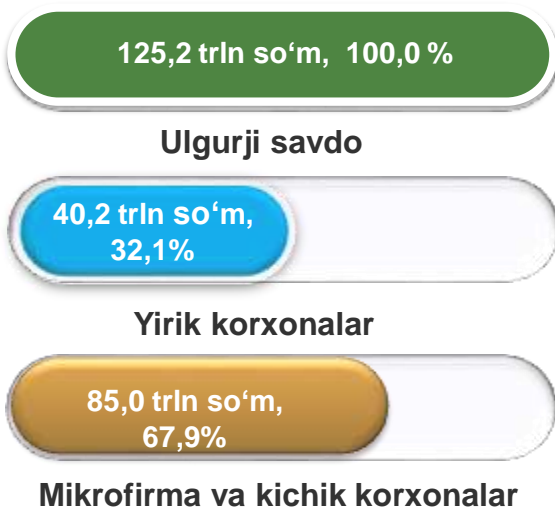 125,2 trln so‘m, 100,0 %
Ulgurji savdo
40,2 trln so‘m,
32,1%
Yirik korxonalar
85,0 trln so‘m,
67,9%
Mikrofirma va kichik korxonalar